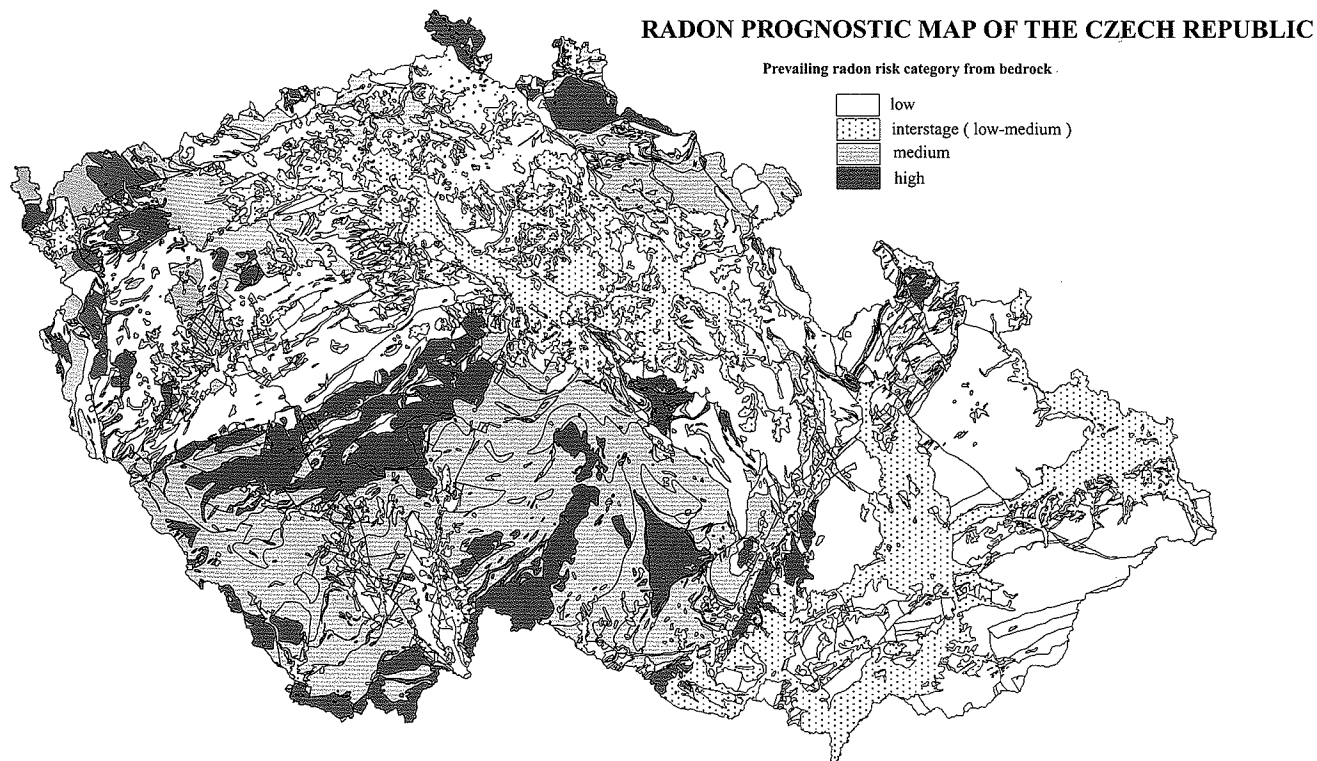 RADON PROGNOSTIC MAP OF THE CZECH REPUBLIC
Prevailing radon risk category from bedrock
low
interstage ( low-medium )
medium
high